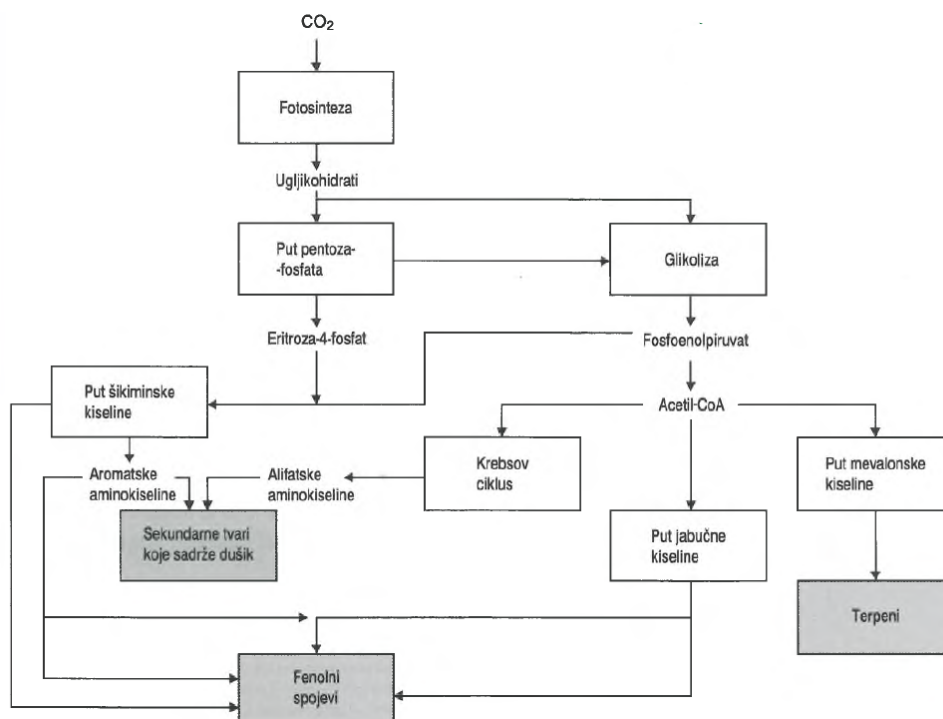 CO₂
Fotosinteza
Ugljikohidrati
Put pentoza-
-fosfata
Glikoliza
Eritroza-4-fosfat
Fosfoenolpiruvat
Put šikiminske
kiseline
Acetil-CoA
Aromatske
aminokiseline
Alifatske
aminokiseline
Krebsov
ciklus
Put mevalonske
kiseline
Sekundarne tvari
koje sadrže dušik
Put jabučne
kiseline
Terpeni
Fenolni
spojevi